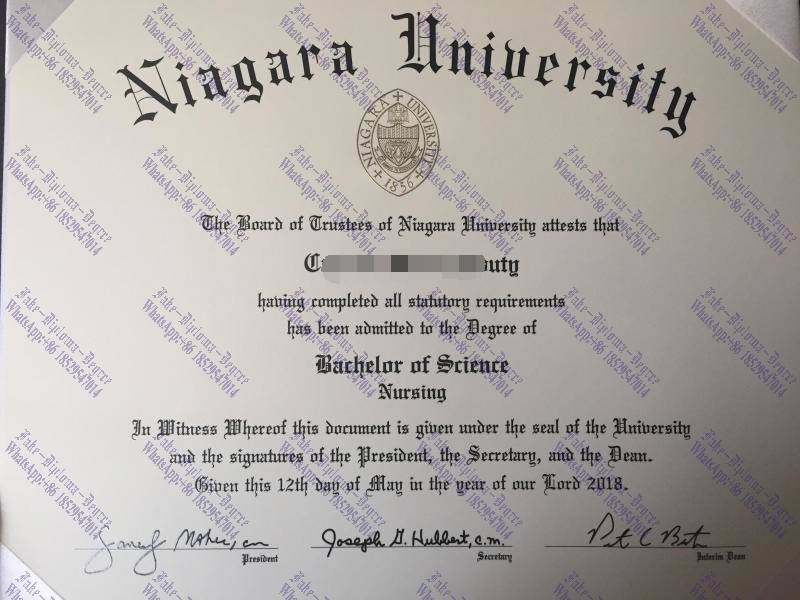 Niagara University
NIAGARA UNIVERSITY
1856
The Board of Trustees of Niagara University attests that
C uty
having completed all statutory requirements
has been admitted to the Degree of
Bachelor of Science
Nursing
In Witness Whereof this document is given under the seal of the University
and the signatures of the President, the Secretary, and the Dean.
Given this 12th day of May in the year of our Lord 2018.
Joseph G. Hubbert, c.m.
President
Secretary
Interim Dean
Fake-Diploma-Degree
WhatsApp:+86 18529547014